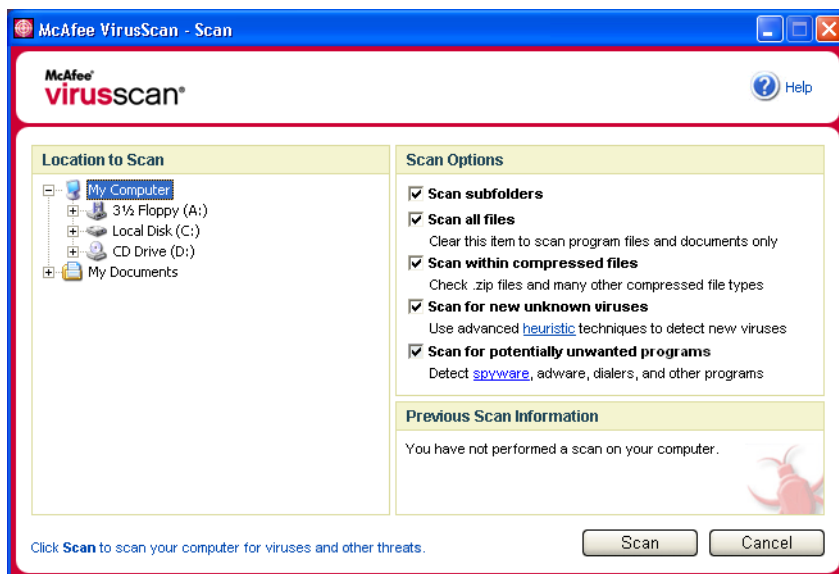 McAfee VirusScan - Scan
McAfee®
virusscan®
Help
Location to Scan
My Computer
3½ Floppy (A:)
Local Disk (C:)
CD Drive (D:)
My Documents
Scan Options
Scan subfolders
Scan all files
Clear this item to scan program files and documents only
Scan within compressed files
Check .zip files and many other compressed file types
Scan for new unknown viruses
Use advanced heuristic techniques to detect new viruses
Scan for potentially unwanted programs
Detect spyware, adware, dialers, and other programs
Previous Scan Information
You have not performed a scan on your computer.
Click Scan to scan your computer for viruses and other threats.
Scan
Cancel